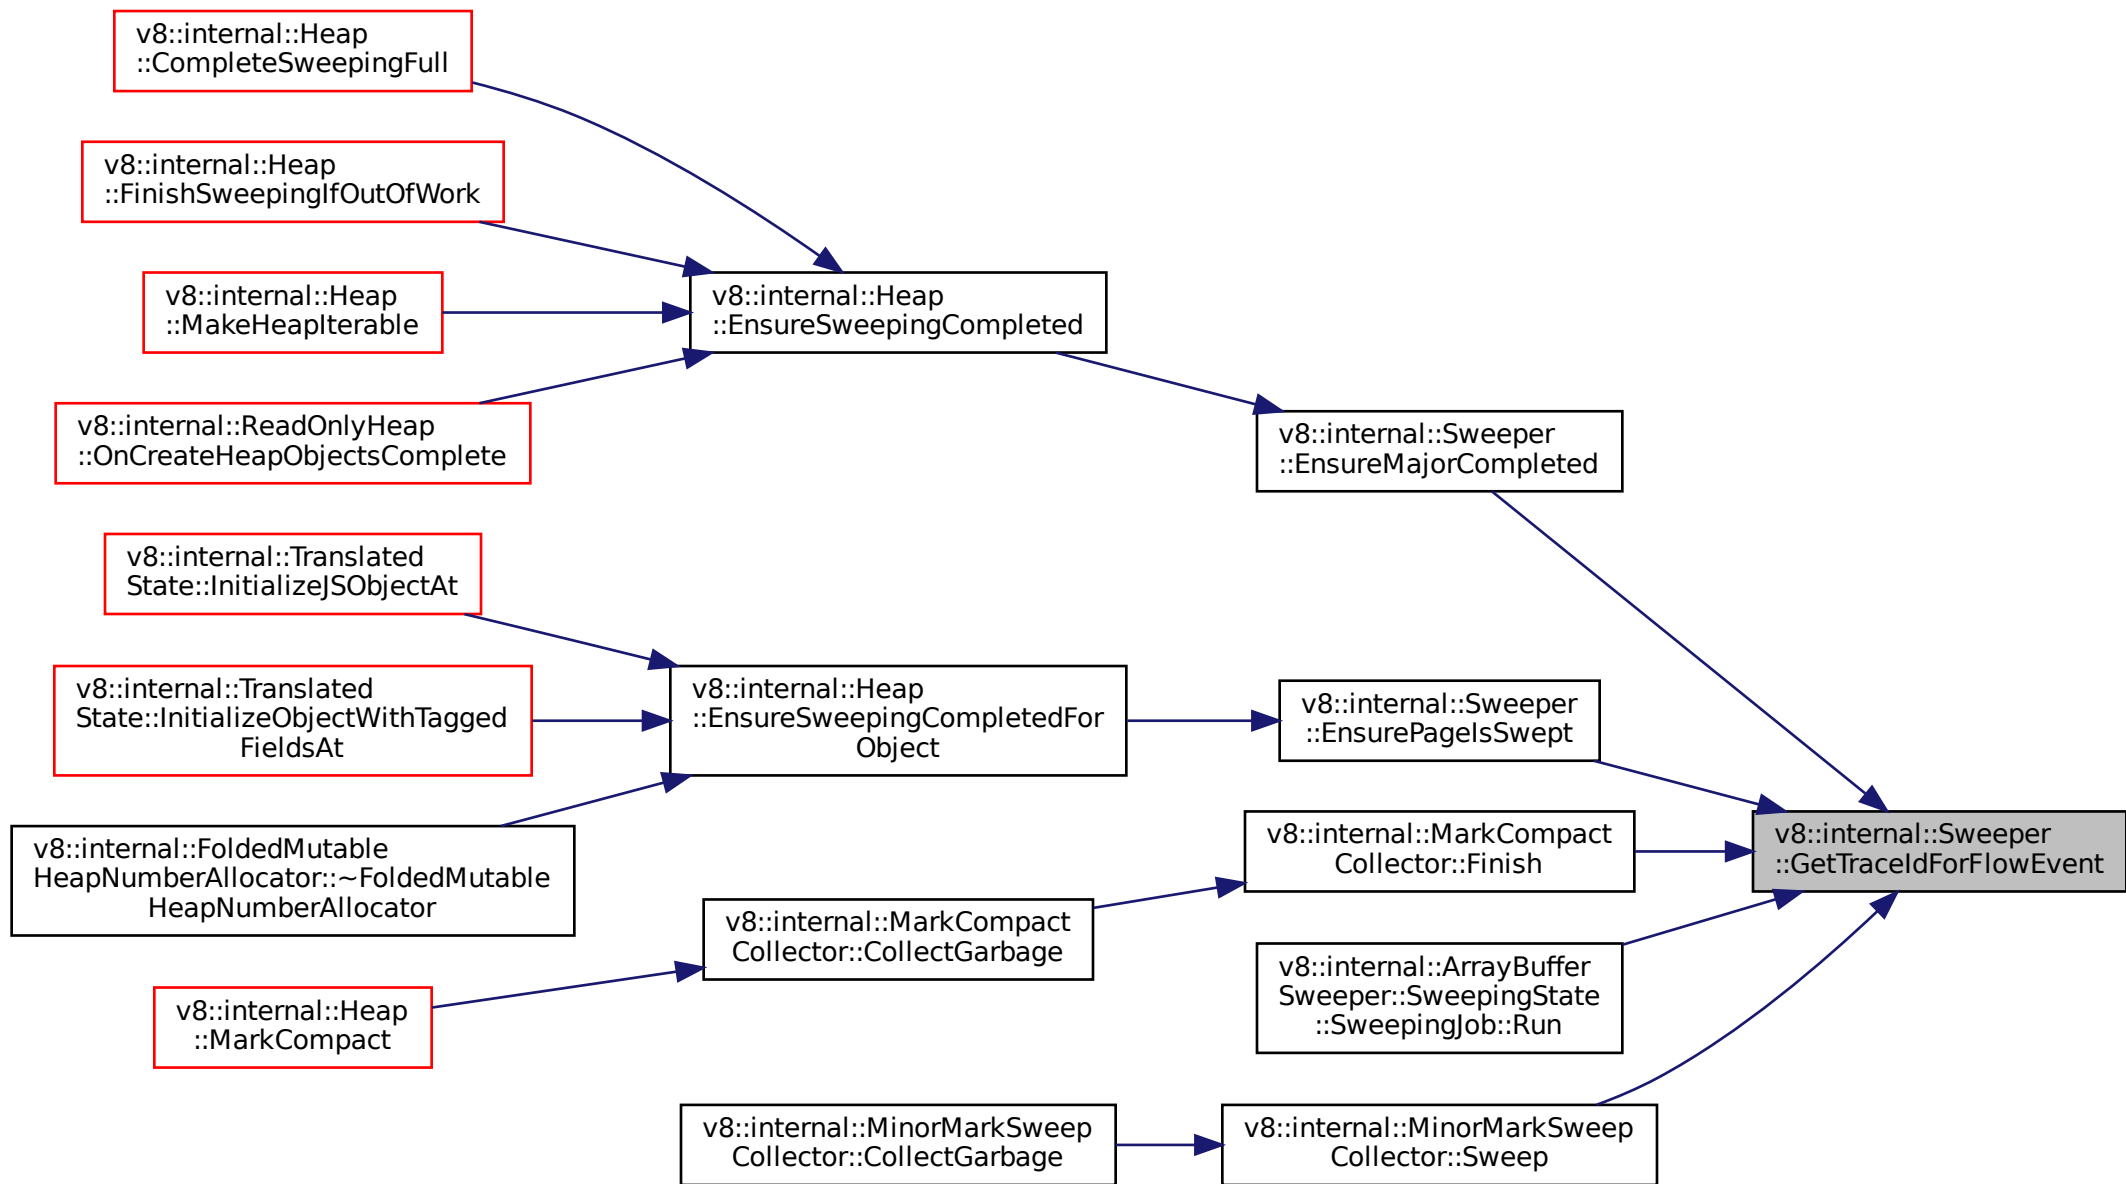 v8::internal::Heap
::CompleteSweepingFull
v8::internal::Heap
::FinishSweepingIfOutOfWork
v8::internal::Heap
::MakeHeapIterable
v8::internal::ReadOnlyHeap
::OnCreateHeapObjectsComplete
v8::internal::Translated
State::InitializeJSObjectAt
v8::internal::Translated
State::InitializeObjectWithTagged
FieldsAt
v8::internal::FoldedMutable
HeapNumberAllocator::~FoldedMutable
HeapNumberAllocator
v8::internal::Heap
::MarkCompact
v8::internal::Heap
::EnsureSweepingCompleted
v8::internal::Heap
::EnsureSweepingCompletedFor
Object
v8::internal::MarkCompact
Collector::CollectGarbage
v8::internal::MinorMarkSweep
Collector::CollectGarbage
v8::internal::Sweeper
::EnsureMajorCompleted
v8::internal::Sweeper
::EnsurePageIsSwept
v8::internal::MarkCompact
Collector::Finish
v8::internal::ArrayBuffer
Sweeper::SweepingState
::SweepingJob::Run
v8::internal::MinorMarkSweep
Collector::Sweep
v8::internal::Sweeper
::GetTraceIdForFlowEvent